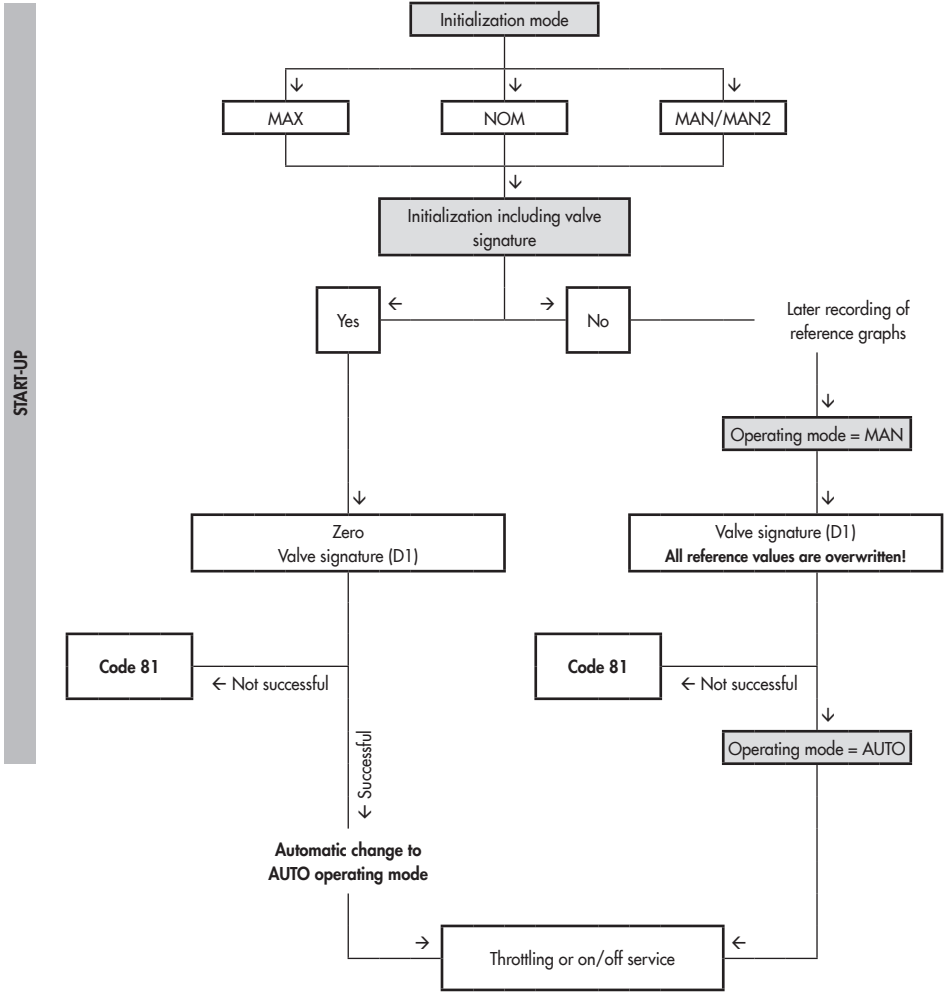 START-UP
Initialization mode
MAX
NOM
MAN/MAN2
Initialization including valve
signature
Yes
No
Later recording of
reference graphs
Operating mode = MAN
Zero
Valve signature (D1)
Valve signature (D1)
All reference values are overwritten!
Code 81
← Not successful
Code 81
← Not successful
← Successful
Operating mode = AUTO
Automatic change to
AUTO operating mode
Throttling or on/off service